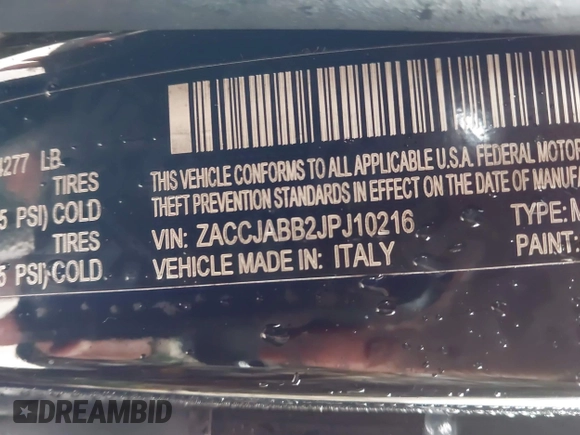 4277 LB
TIRES
5 PSI) COLD
TIRES
5 PSI) COLD
THIS VEHICLE CONFORMS TO ALL APPLICABLE U.S.A. FEDERAL MOTOR
THEFT PREVENTION STANDARDS IN EFFECT ON THE DATE OF MANUFA
VIN: ZACCJABB2JPJ10216
TYPE: M
VEHICLE MADE IN: ITALY
PAINT:
DREAMBID